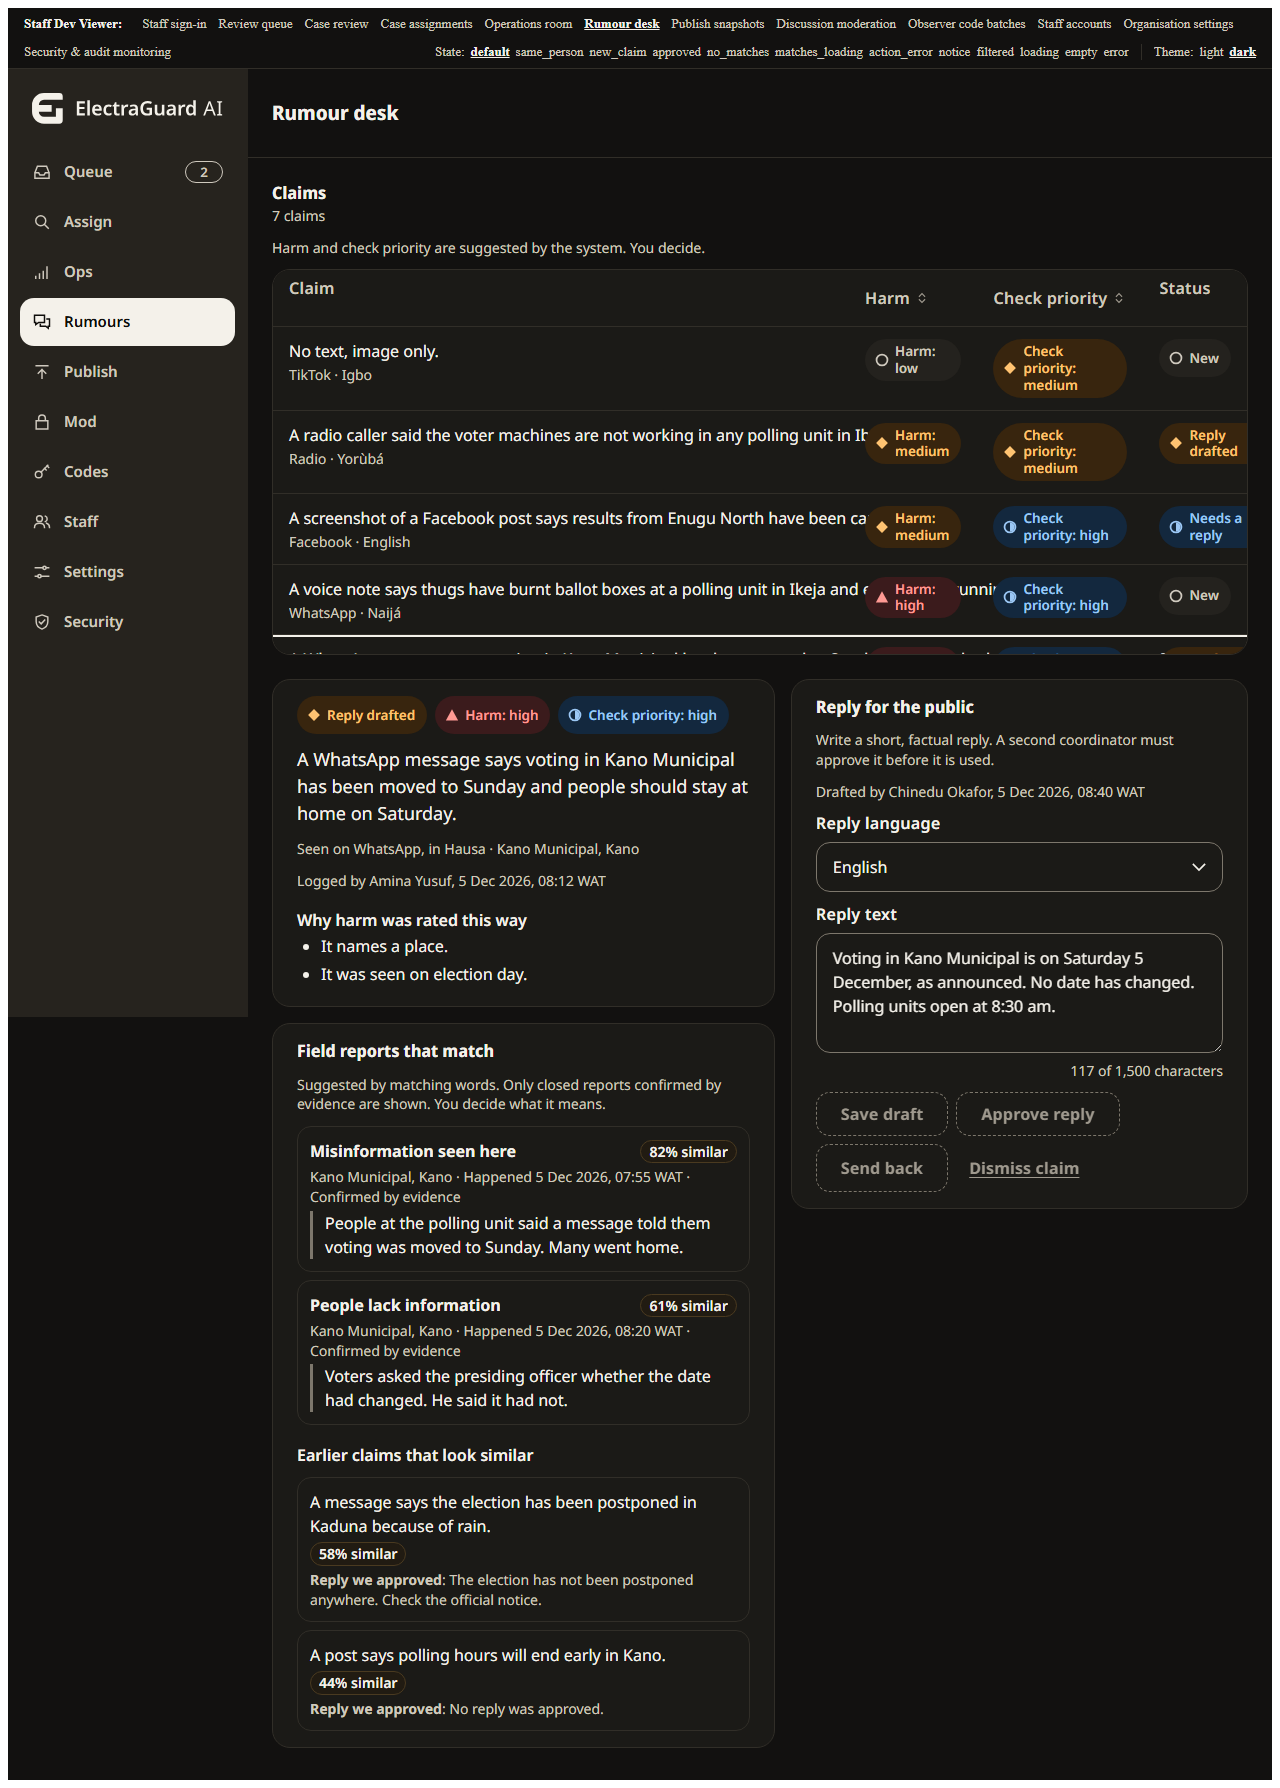 Staff Dev Viewer: Staff sign-in Review queue Case review Case assignments Operations room Rumour desk Publish snapshots Discussion moderation Observer code batches Staff accounts Organisation settings
Security & audit monitoring State: default same_person new_claim approved no_matches matches_loading action_error notice filtered loading empty error Theme: light dark
ElectraGuard AI
Queue 2
Assign
Ops
Rumours
Publish
Mod
Codes
Staff
Settings
Security
Rumour desk
Claims
7 claims
Harm and check priority are suggested by the system. You decide.
Claim Harm Check priority Status
No text, image only.
TikTok · Igbo
Harm:
low
Check
priority:
medium
New
A radio caller said the voter machines are not working in any polling unit in
Radio · Yorùbá
Harm:
medium
Check
priority:
medium
Reply
drafted
A screenshot of a Facebook post says results from Enugu North have been
Facebook · English
Harm:
medium
Check
priority: high
Needs a
reply
A voice note says thugs have burnt ballot boxes at a polling unit in Ikeja and
WhatsApp · Naijá
Harm:
high
Check
priority: high
New
Reply drafted Harm: high Check priority: high
A WhatsApp message says voting in Kano Municipal
has been moved to Sunday and people should stay at
home on Saturday.
Seen on WhatsApp, in Hausa · Kano Municipal, Kano
Logged by Amina Yusuf, 5 Dec 2026, 08:12 WAT
Why harm was rated this way
• It names a place.
• It was seen on election day.
Field reports that match
Suggested by matching words. Only closed reports confirmed by
evidence are shown. You decide what it means.
Misinformation seen here 82% similar
Kano Municipal, Kano · Happened 5 Dec 2026, 07:55 WAT ·
Confirmed by evidence
People at the polling unit said a message told them
voting was moved to Sunday. Many went home.
People lack information 61% similar
Kano Municipal, Kano · Happened 5 Dec 2026, 08:20 WAT ·
Confirmed by evidence
Voters asked the presiding officer whether the date
had changed. He said it had not.
Earlier claims that look similar
A message says the election has been postponed in
Kaduna because of rain.
58% similar
Reply we approved: The election has not been postponed
anywhere. Check the official notice.
A post says polling hours will end early in Kano.
44% similar
Reply we approved: No reply was approved.
Reply for the public
Write a short, factual reply. A second coordinator must
approve it before it is used.
Drafted by Chinedu Okafor, 5 Dec 2026, 08:40 WAT
Reply language
English
Reply text
Voting in Kano Municipal is on Saturday 5
December, as announced. No date has changed.
Polling units open at 8:30 am.
117 of 1,500 characters
Save draft Approve reply
Send back Dismiss claim